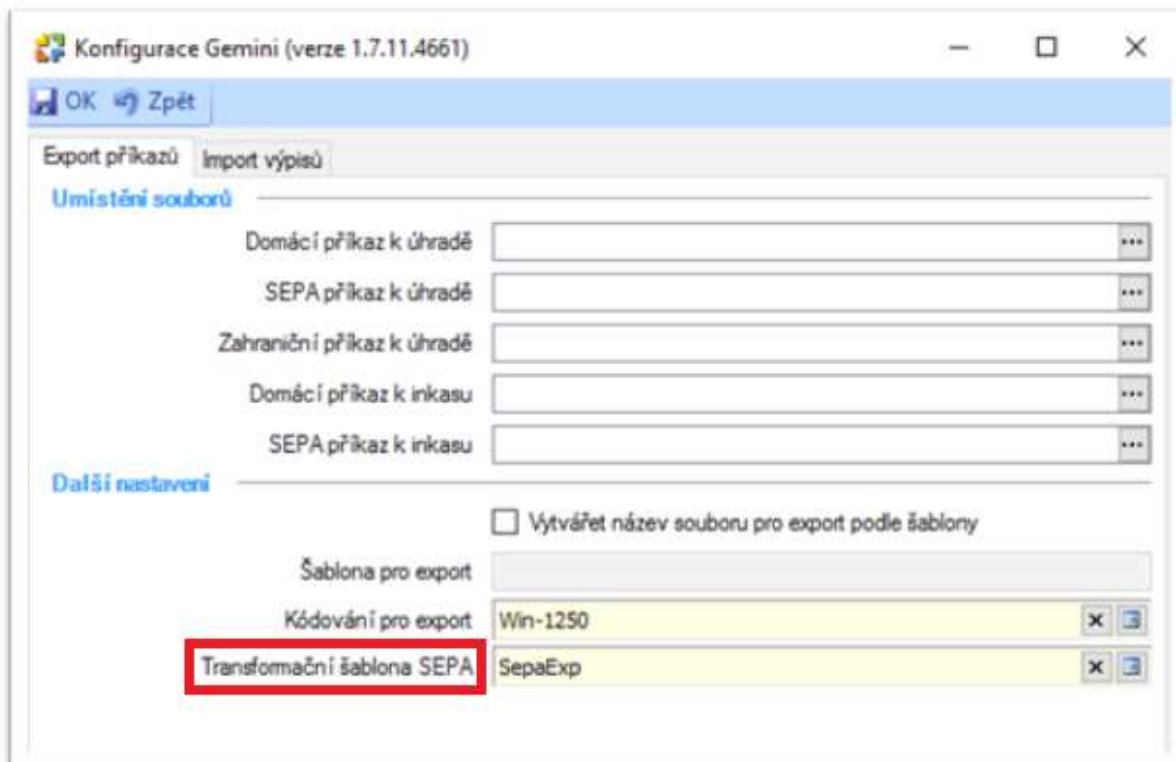 Konfigurace Gemini (verze 1.7.11.4661)
OK Zpět
Export příkazů Import výpisů
Umístění souborů
Domácí příkaz k úhradě
SEPA příkaz k úhradě
Zahraniční příkaz k úhradě
Domácí příkaz k inkasu
SEPA příkaz k inkasu
Další nastavení
Vytvářet název souboru pro export podle šablony
Šablona pro export
Kódování pro export Win-1250
Transformační šablona SEPA SepaExp